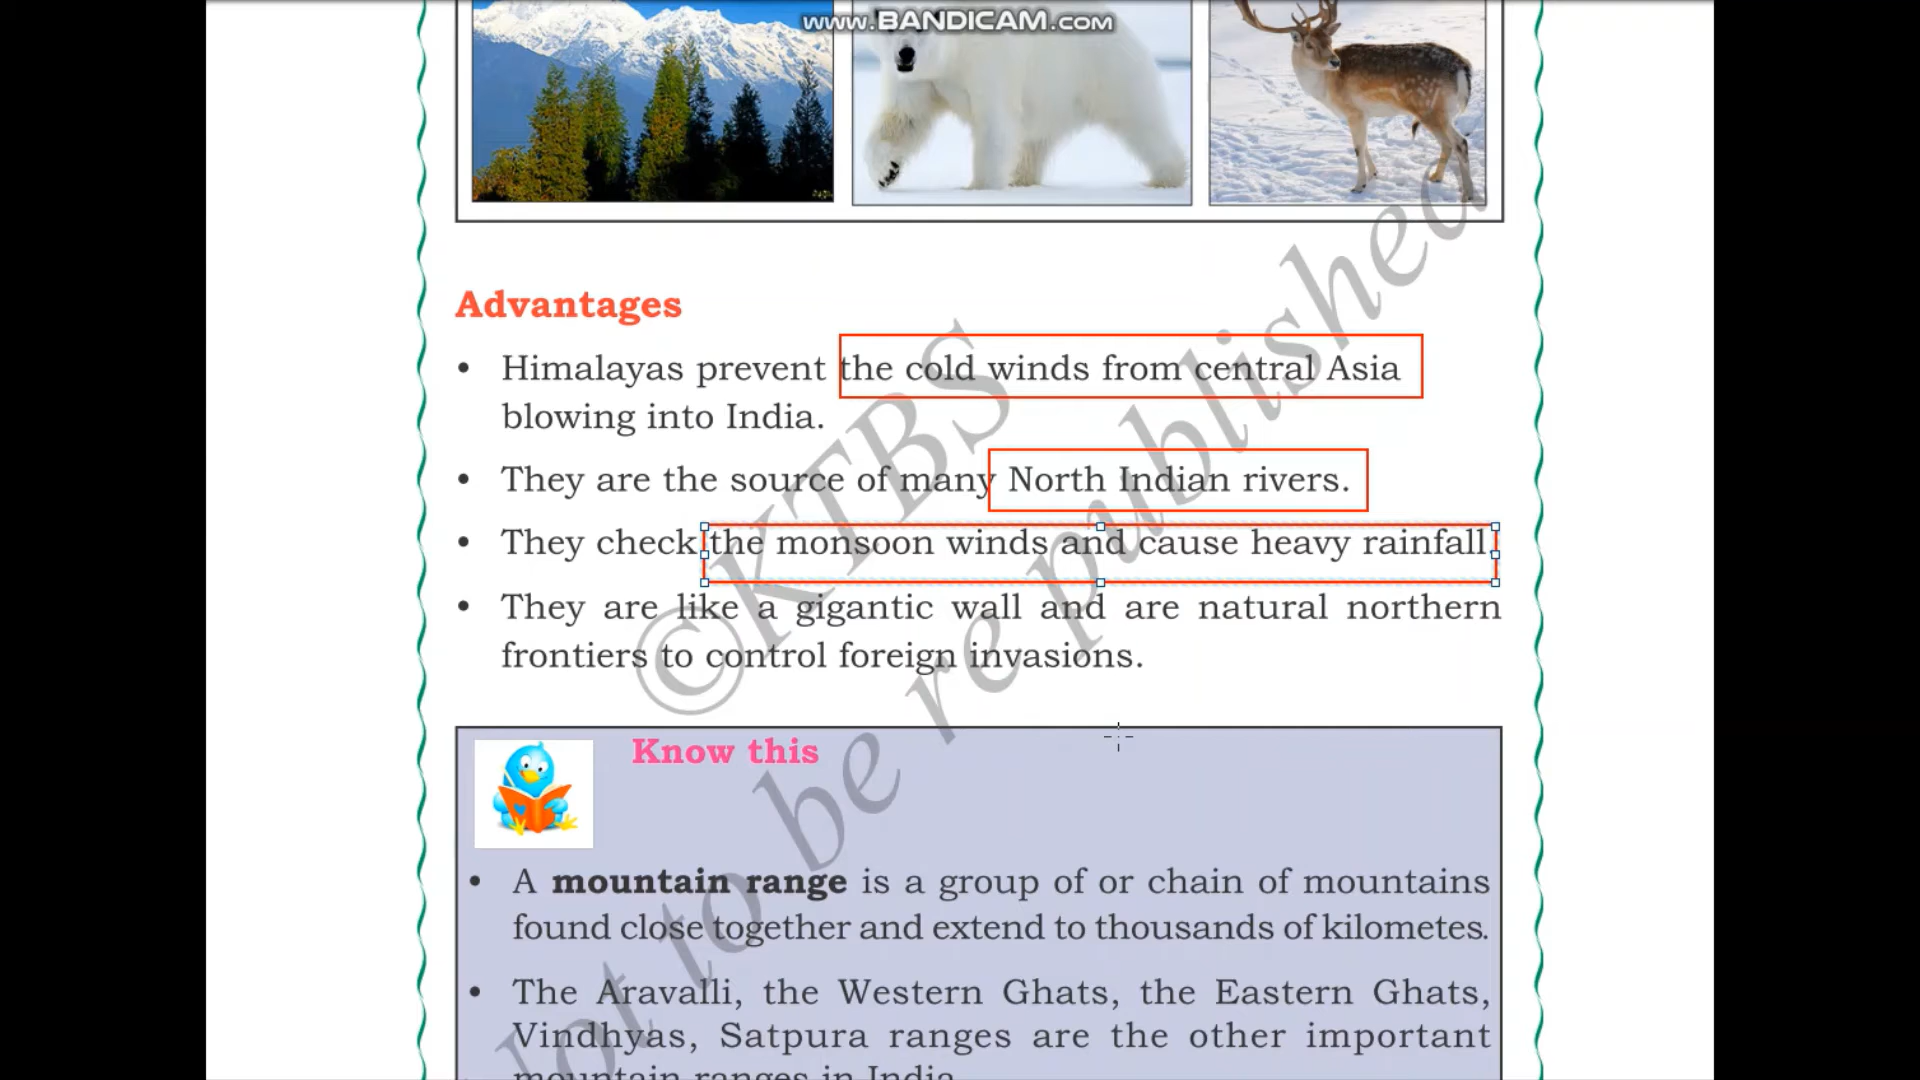 www.BANDICAM.com
Advantages
• Himalayas prevent the cold winds from central Asia
blowing into India.
• They are the source of many North Indian rivers.
• They check the monsoon winds and cause heavy rainfall.
• They are like a gigantic wall and are natural northern
frontiers to control foreign invasions.
©KTBS
Not to be re published
Know this
• A mountain range is a group of or chain of mountains
found close together and extend to thousands of kilometes.
• The Aravalli, the Western Ghats, the Eastern Ghats,
Vindhyas, Satpura ranges are the other important
mountain ranges in India